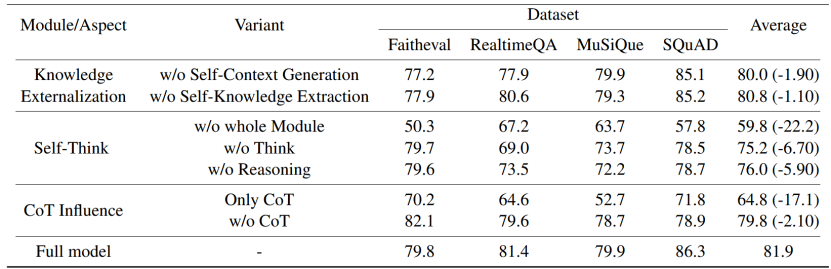 Module/Aspect Variant Dataset Average
Faitheval RealtimeQA MuSiQue SQuAD
Knowledge Externalization w/o Self-Context Generation 77.2 77.9 79.9 85.1 80.0 (-1.90)
w/o Self-Knowledge Extraction 77.9 80.6 79.3 85.2 80.8 (-1.10)
Self-Think w/o whole Module 50.3 67.2 63.7 57.8 59.8 (-22.2)
w/o Think 79.7 69.0 73.7 78.5 75.2 (-6.70)
w/o Reasoning 79.6 73.5 72.2 78.7 76.0 (-5.90)
CoT Influence Only CoT 70.2 64.6 52.7 71.8 64.8 (-17.1)
w/o CoT 82.1 79.6 78.7 78.9 79.8 (-2.10)
Full model - 79.8 81.4 79.9 86.3 81.9